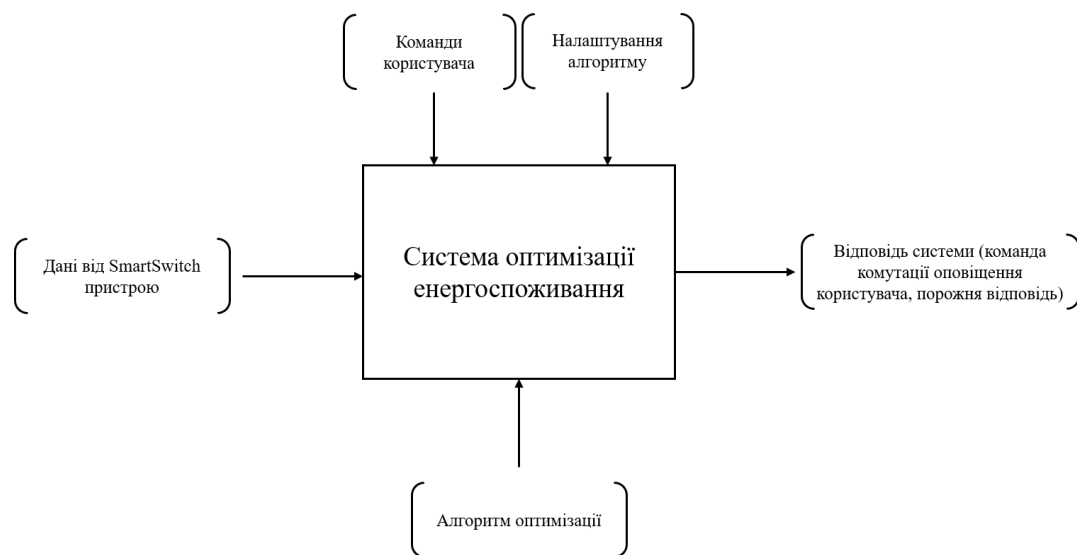 Команди
користувача
Налаштування
алгоритму
Дані від SmartSwitch
пристрою
Система оптимізації
енергоспоживання
Відповідь системи (команда
комутації оповіщення
користувача, порожня відповідь)
Алгоритм оптимізації